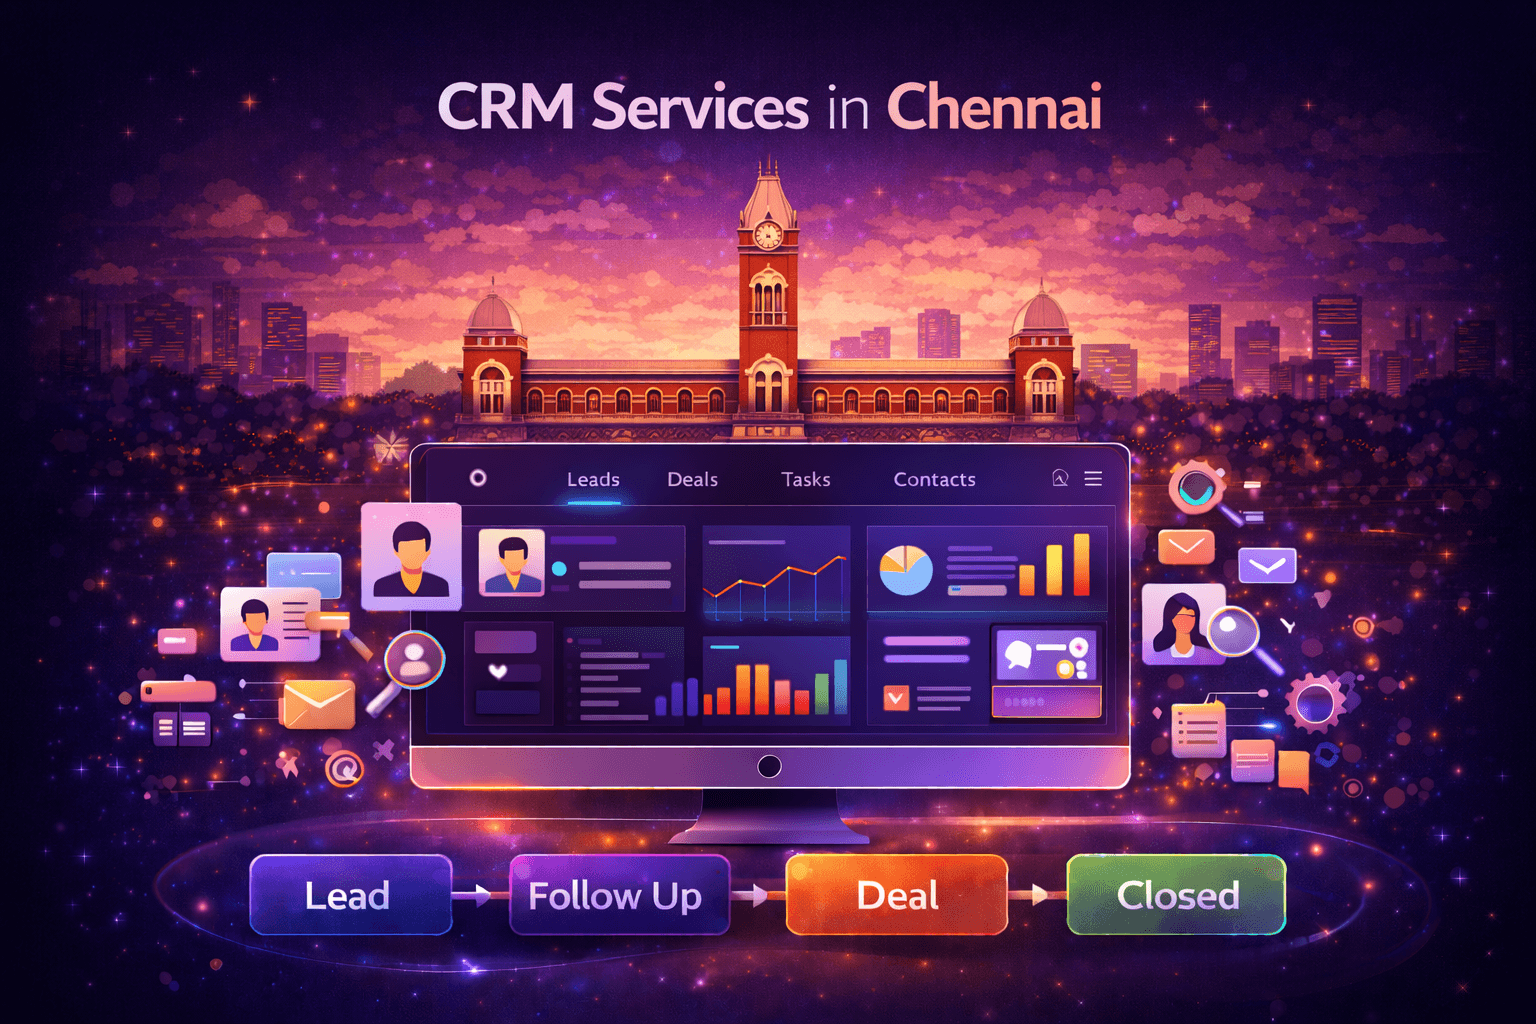 CRM Services in Chennai
Leads Deals Tasks Contacts
Lead Follow Up Deal Closed